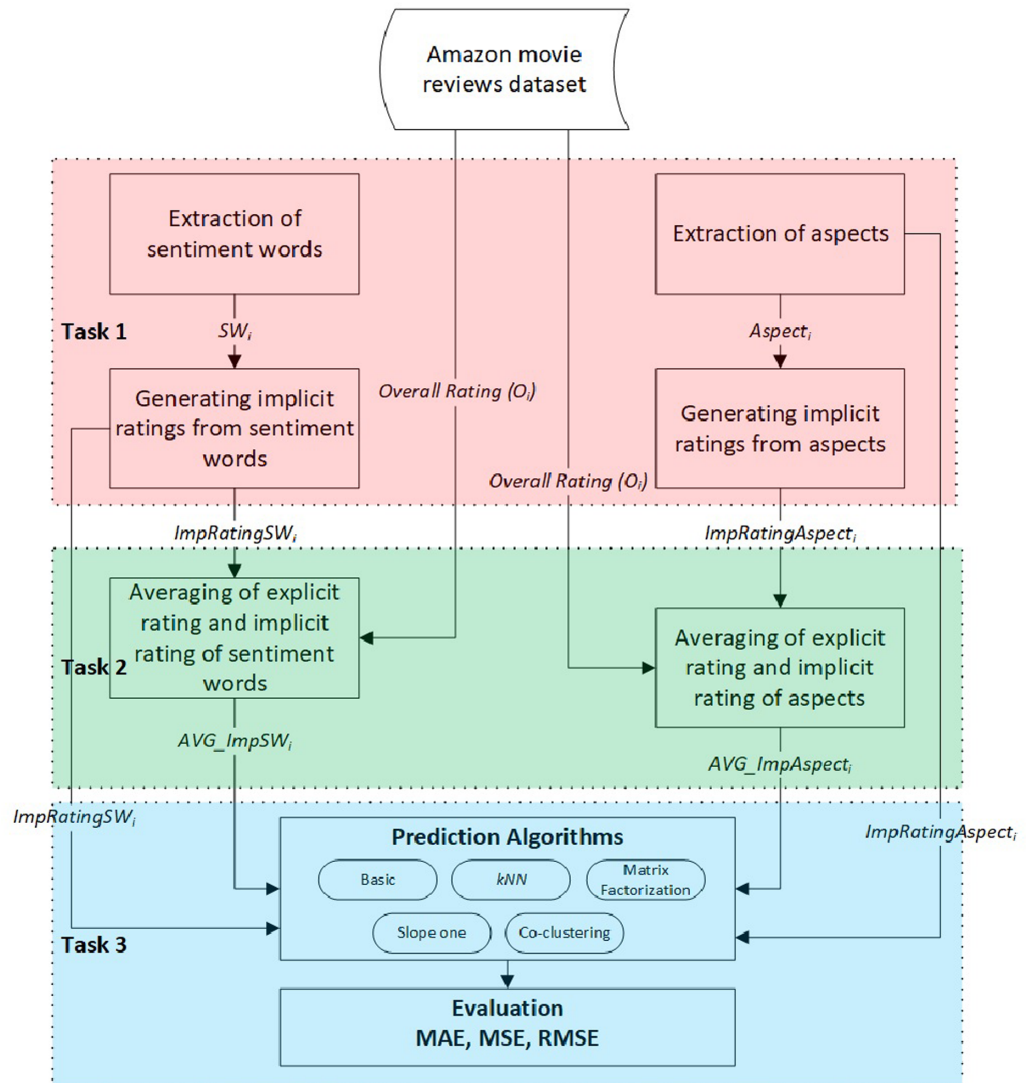 Amazon movie
reviews dataset
Extraction of
sentiment words
Extraction of aspects
Task 1
SWi
Aspecti
Generating implicit
ratings from sentiment
words
Overall Rating (Oi)
Generating implicit
ratings from aspects
Overall Rating (Oi)
ImpRatingSWi
ImpRatingAspecti
Averaging of explicit
rating and implicit
rating of sentiment
words
Task 2
Averaging of explicit
rating and implicit
rating of aspects
AVG_ImpSWi
AVG_ImpAspecti
ImpRatingSWi
ImpRatingAspecti
Prediction Algorithms
Basic
kNN
Matrix
Factorization
Slope one
Co-clustering
Task 3
Evaluation
MAE, MSE, RMSE